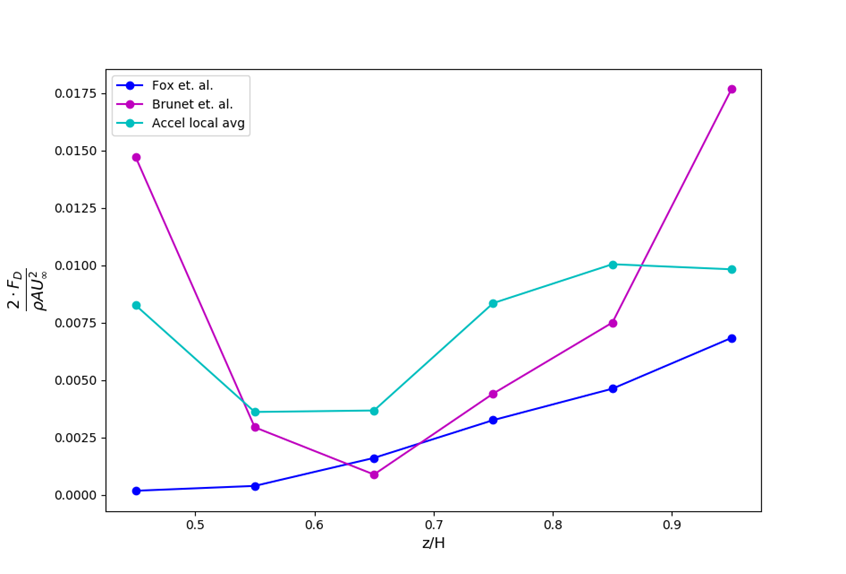 Fox et. al.
Brunet et. al.
Accel local avg
0.0175
0.0150
0.0125
0.0100
0.0075
0.0050
0.0025
0.0000
2 · F_D
ρAU²_∞
0.5 0.6 0.7 0.8 0.9
z/H